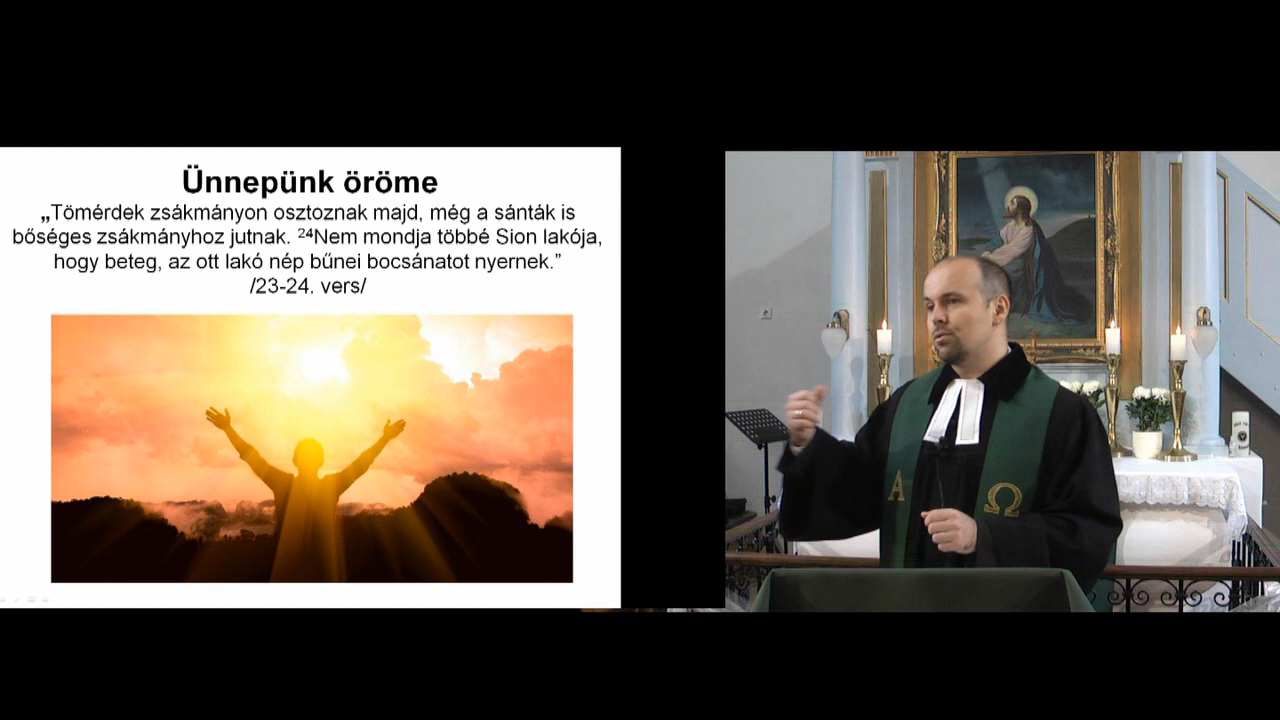 Ünnepünk öröme
„Tömérdek zsákmányon osztoznak majd, még a sánták is
bőséges zsákmányhoz jutnak. ²⁴Nem mondja többé Sion lakója,
hogy beteg, az ott lakó nép bűnei bocsánatot nyernek.”
/23-24. vers/
Α Ω